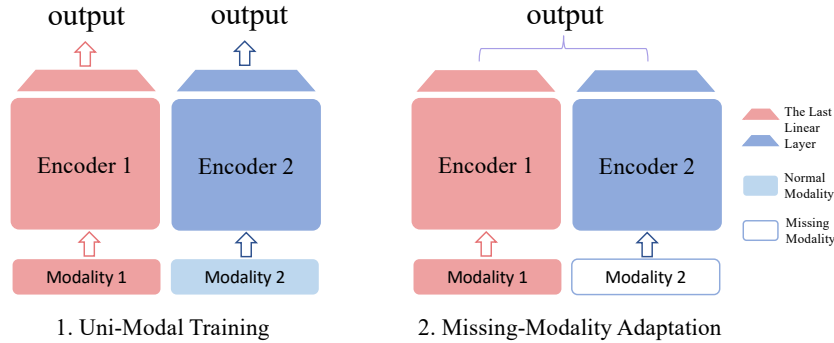 output
output
output
Encoder 1
Encoder 2
Encoder 1
Encoder 2
Modality 1
Modality 2
Modality 1
Modality 2
The Last
Linear
Layer
Normal
Modality
Missing
Modality
1. Uni-Modal Training
2. Missing-Modality Adaptation